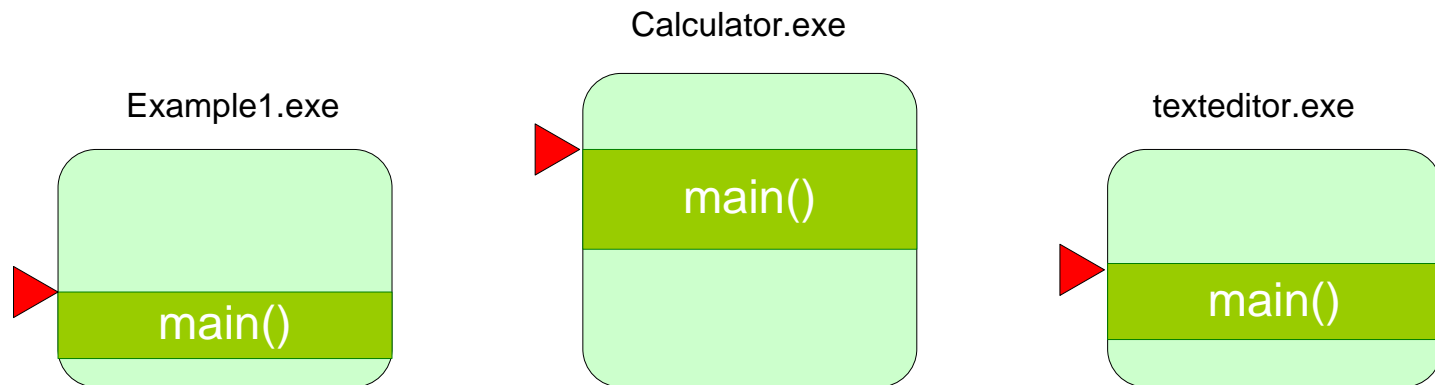 Calculator.exe
Example1.exe
texteditor.exe
main()
main()
main()